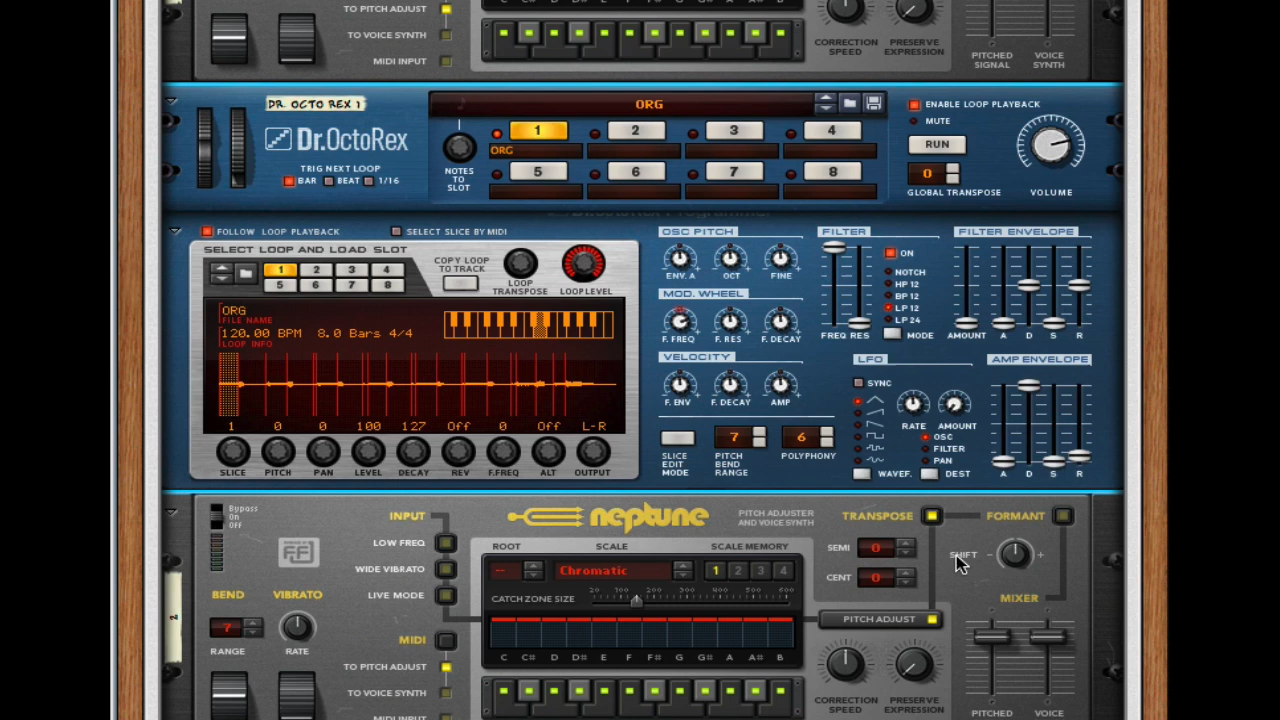 TO PITCH ADJUST
TO VOICE SYNTH
MIDI INPUT
CORRECTION SPEED
PRESERVE EXPRESSION
PITCHED SIGNAL
VOICE SYNTH
DR. OCTO REX 1
Dr.OctoRex
TRIG NEXT LOOP
BAR BEAT 1/16
NOTES TO SLOT
ORG
1 2 3 4
ORG
5 6 7 8
ENABLE LOOP PLAYBACK
MUTE
RUN
0
GLOBAL TRANSPOSE
VOLUME
FOLLOW LOOP PLAYBACK
SELECT SLICE BY MIDI
SELECT LOOP AND LOAD SLOT
1 2 3 4
5 6 7 8
COPY LOOP TO TRACK
LOOP TRANSPOSE
LOOP LEVEL
ORG
FILE NAME
120.00 BPM 8.0 Bars 4/4
LOOP INFO
1 0 0 100 127 Off 0 Off L-R
SLICE PITCH PAN LEVEL DECAY REV F.FREQ ALT OUTPUT
OSC PITCH
ENV. A OCT FINE
MOD. WHEEL
F. FREQ F. RES F. DECAY
VELOCITY
F. ENV F. DECAY AMP
SLICE EDIT MODE
7
PITCH BEND RANGE
6
POLYPHONY
FILTER
ON
NOTCH
HP 12
BP 12
LP 12
LP 24
FREQ RES MODE
FILTER ENVELOPE
AMOUNT A D S R
LFO
SYNC
RATE AMOUNT
OSC
FILTER
PAN
WAVEF. DEST
AMP ENVELOPE
A D S R
Bypass
On
Off
INPUT
LOW FREQ
WIDE VIBRATO
LIVE MODE
BEND VIBRATO
7
RANGE RATE
MIDI
TO PITCH ADJUST
TO VOICE SYNTH
MIDI INPUT
neptune
PITCH ADJUSTER AND VOICE SYNTH
ROOT SCALE SCALE MEMORY
-- Chromatic 1 2 3 4
CATCH ZONE SIZE
20 100 200 300 400 500 600
C C# D D# E F F# G G# A A# B
TRANSPOSE
SEMI 0
CENT 0
PITCH ADJUST
CORRECTION SPEED
PRESERVE EXPRESSION
FORMANT
SHIFT - +
MIXER
PITCHED VOICE